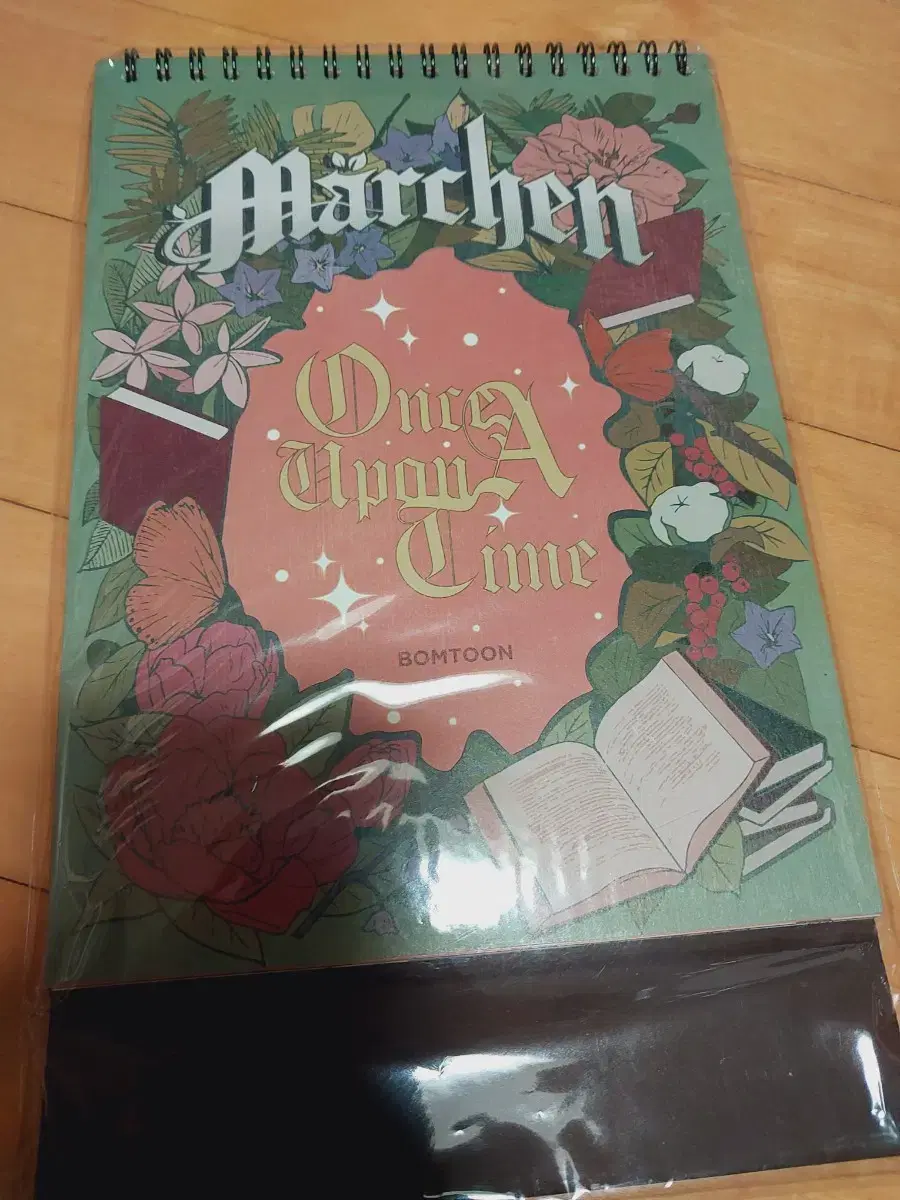 Märchen
Once A
Upon
Time
BOMTOON